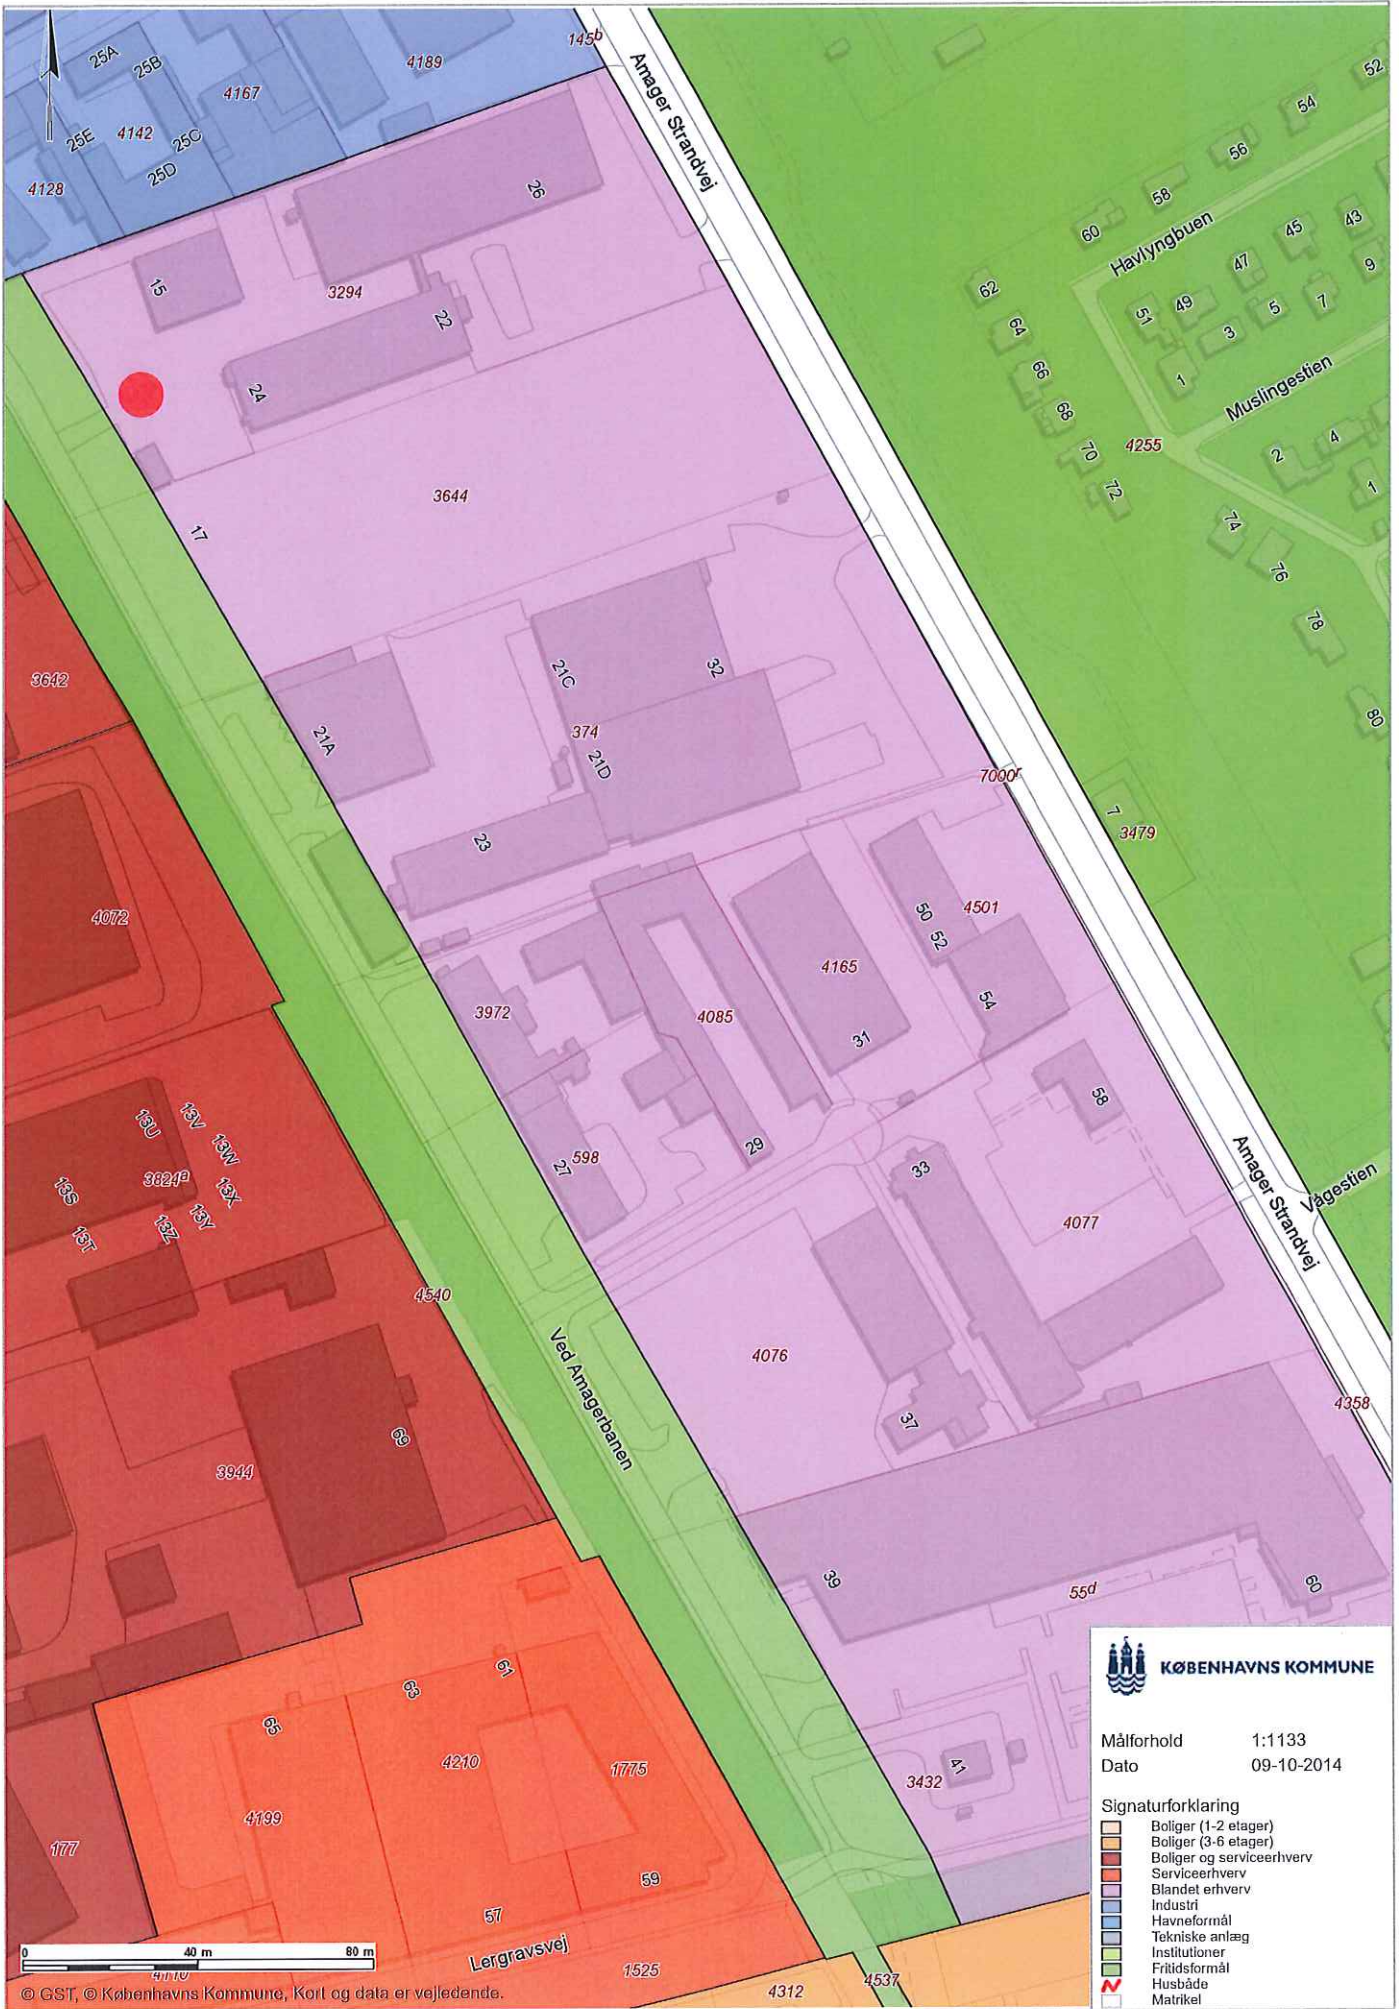 145b
Amager Strandvej
4189
25A
25B
4167
52
54
25E
4142
25C
56
25D
4128
26
58
60
Havlyngbuen
45
43
47
9
15
3294
62
51
49
5
7
22
64
3
66
1
24
68
Muslingestien
4255
70
2
4
72
1
3644
17
74
76
78
3642
21C
32
80
21A
374
21D
7000r
7
3479
23
4072
50
52
4501
4165
3972
4085
54
31
58
13U
13V
13W
29
27
598
33
3824a
13S
13X
13Y
13Z
13T
Amager Strandvej
Vågestien
4077
4540
Ved Amagerbanen
4076
4358
37
69
3944
39
55d
60
61
63
65
4210
1775
41
3432
4199
177
59
57
Lergravsvej
1525
4110
4312
4537
0 40 m 80 m
© GST, © Københavns Kommune, Kort og data er vejledende.
KØBENHAVNS KOMMUNE
Målforhold 1:1133
Dato 09-10-2014
Signaturforklaring
Boliger (1-2 etager)
Boliger (3-6 etager)
Boliger og serviceerhverv
Serviceerhverv
Blandet erhverv
Industri
Havneformål
Tekniske anlæg
Institutioner
Fritidsformål
Husbåde
Matrikel